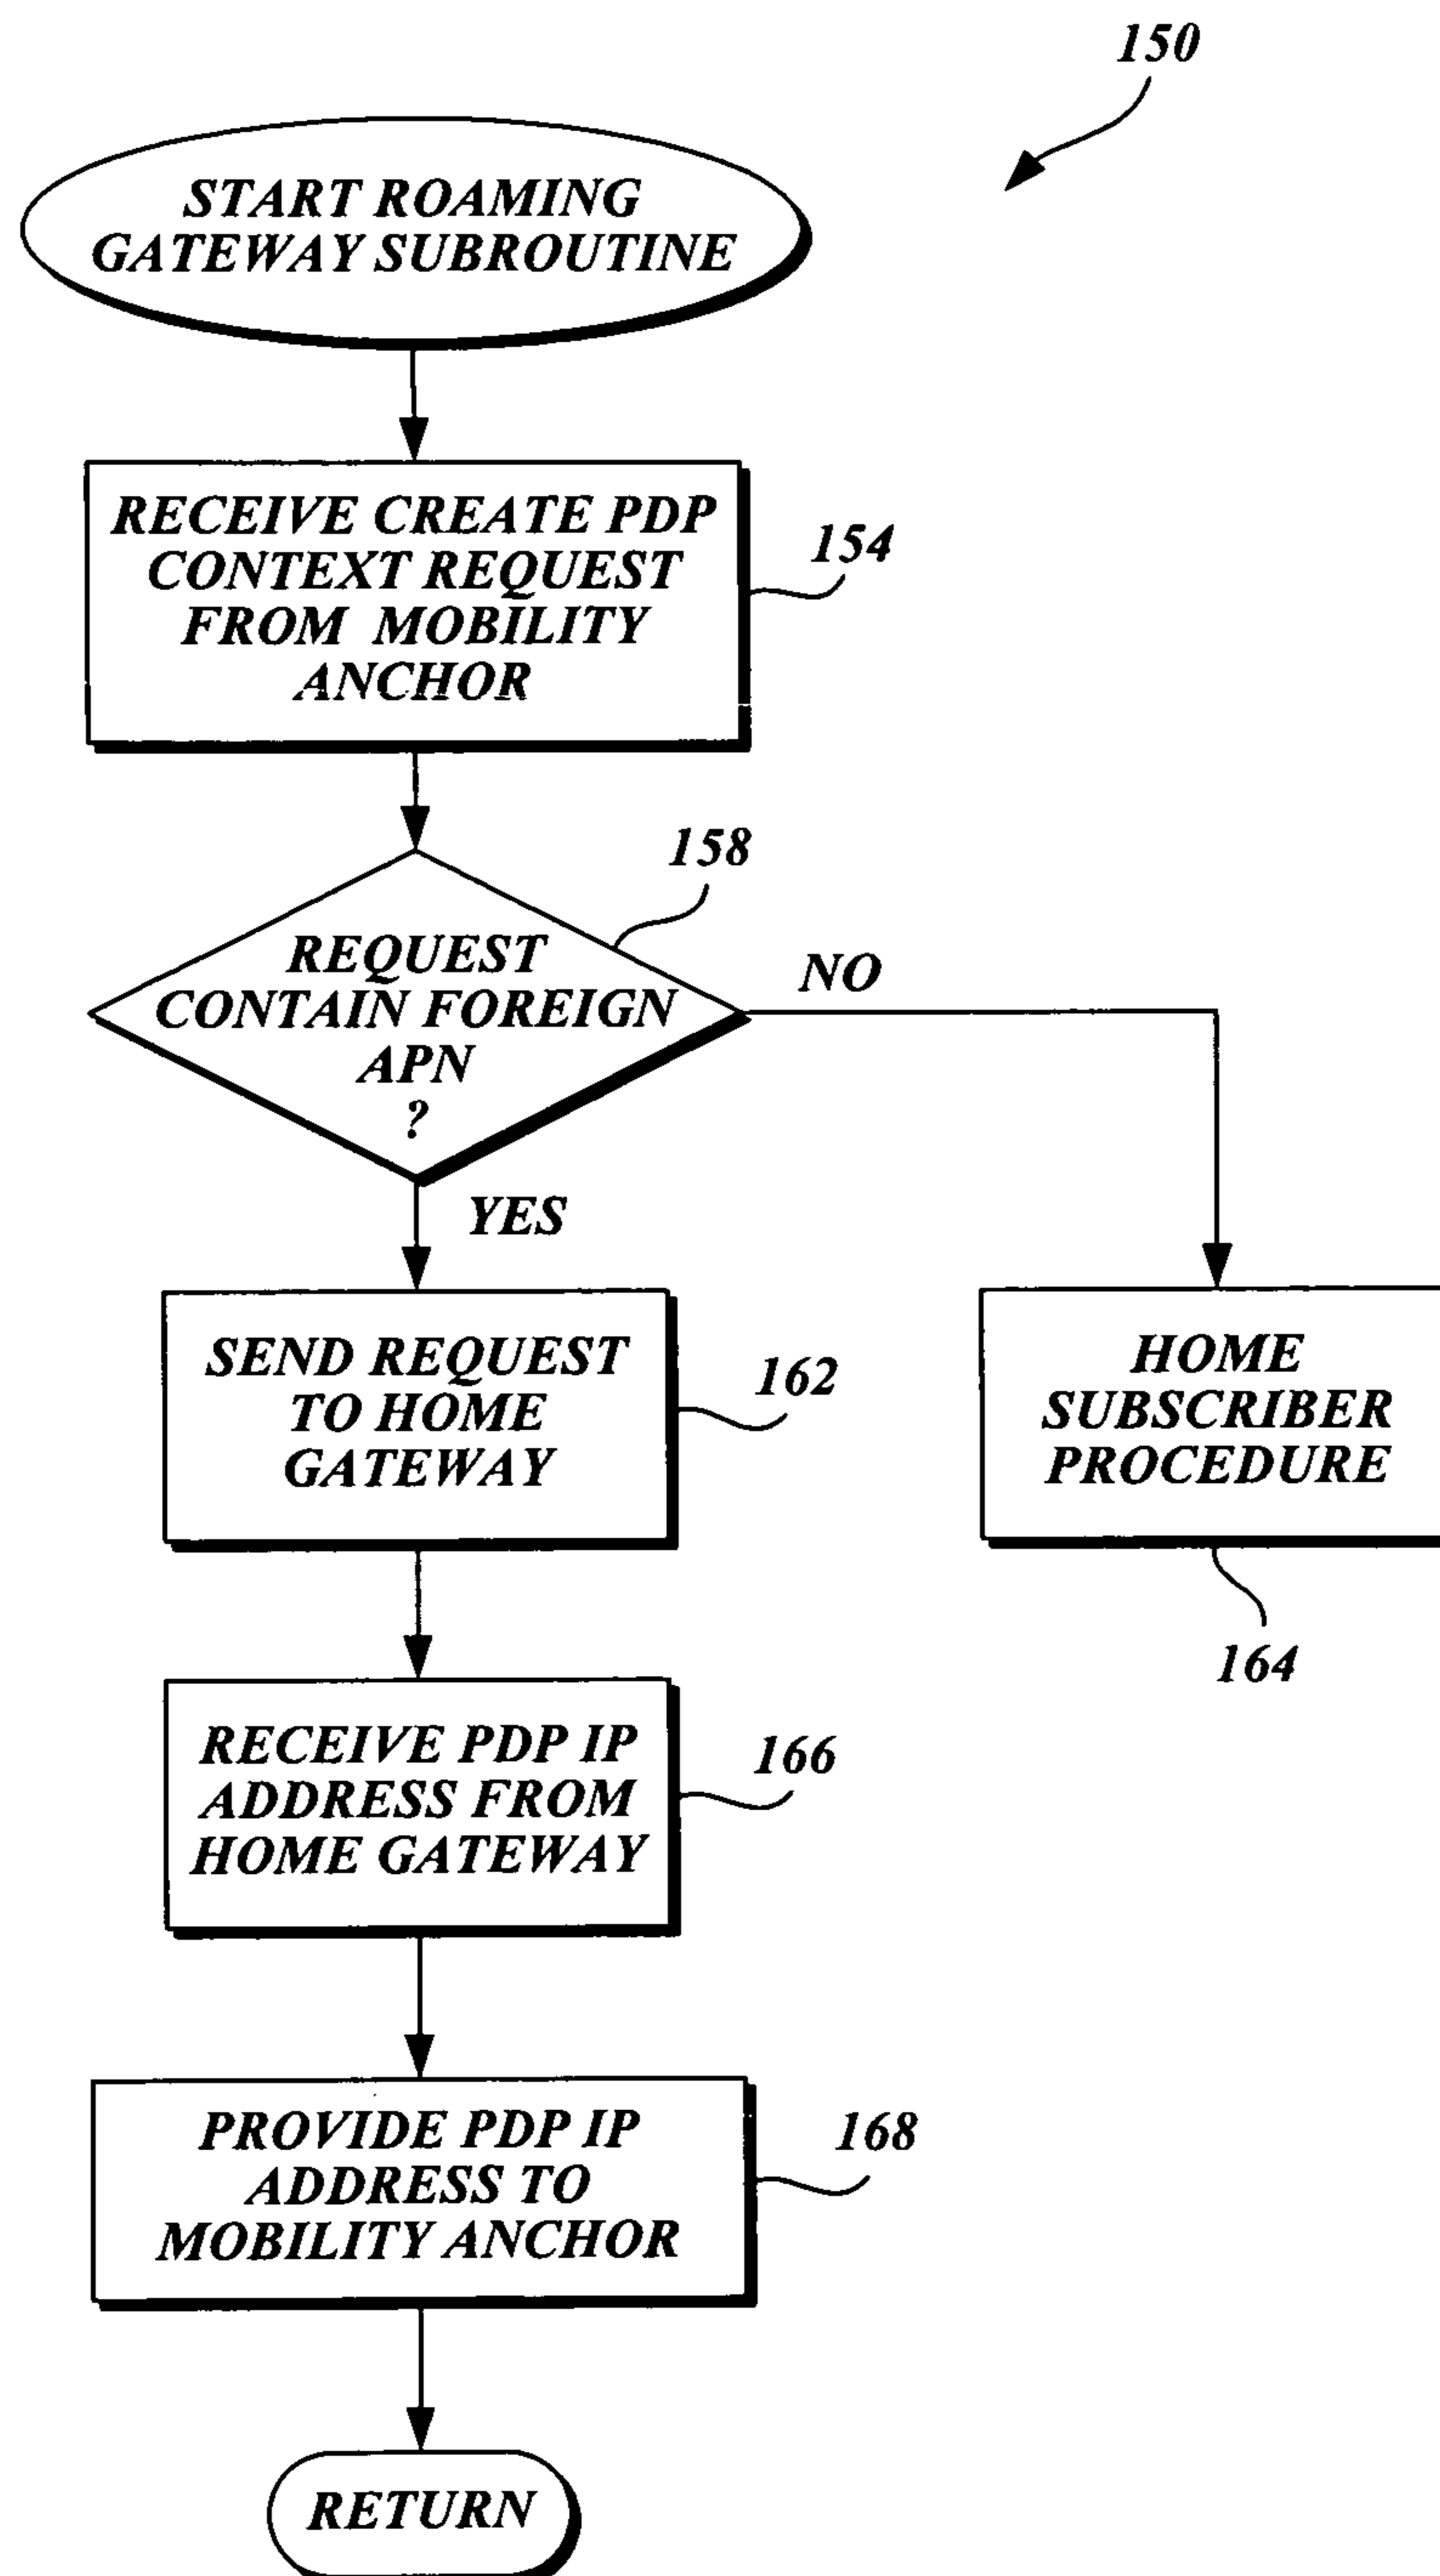 150
START ROAMING
GATEWAY SUBROUTINE
RECEIVE CREATE PDP
CONTEXT REQUEST
FROM MOBILITY
ANCHOR
154
158
REQUEST
CONTAIN FOREIGN
APN
?
NO
YES
SEND REQUEST
TO HOME
GATEWAY
162
HOME
SUBSCRIBER
PROCEDURE
164
RECEIVE PDP IP
ADDRESS FROM
HOME GATEWAY
166
PROVIDE PDP IP
ADDRESS TO
MOBILITY ANCHOR
168
RETURN